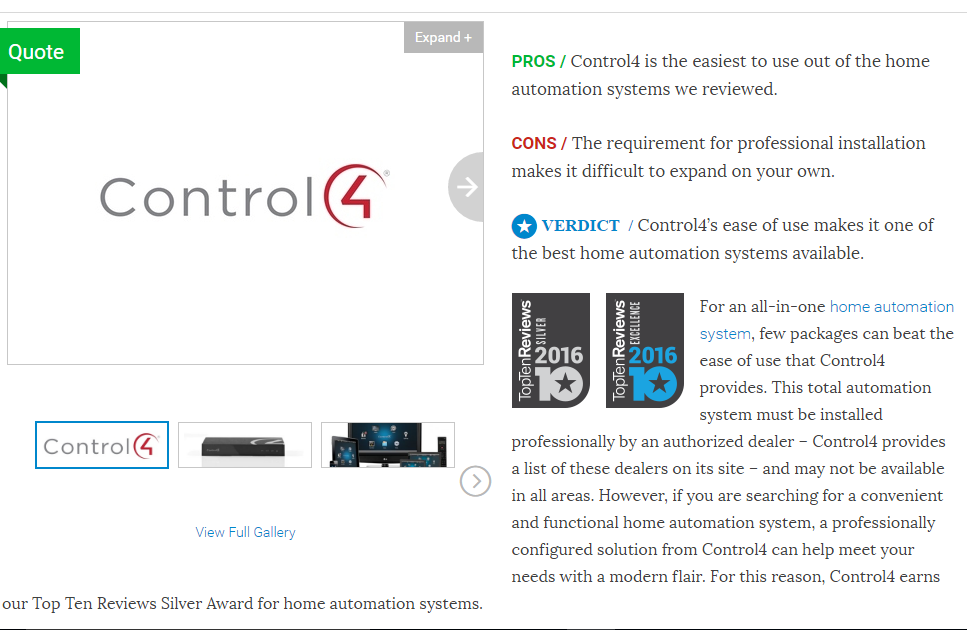 Quote
Expand +
Control4®
Control4
View Full Gallery
PROS / Control4 is the easiest to use out of the home
automation systems we reviewed.
CONS / The requirement for professional installation
makes it difficult to expand on your own.
VERDICT / Control4’s ease of use makes it one of
the best home automation systems available.
TopTenReviews SILVER 2016 10
TopTenReviews EXCELLENCE 2016 10
For an all-in-one home automation
system, few packages can beat the
ease of use that Control4
provides. This total automation
system must be installed
professionally by an authorized dealer – Control4 provides
a list of these dealers on its site – and may not be available
in all areas. However, if you are searching for a convenient
and functional home automation system, a professionally
configured solution from Control4 can help meet your
needs with a modern flair. For this reason, Control4 earns
our Top Ten Reviews Silver Award for home automation systems.